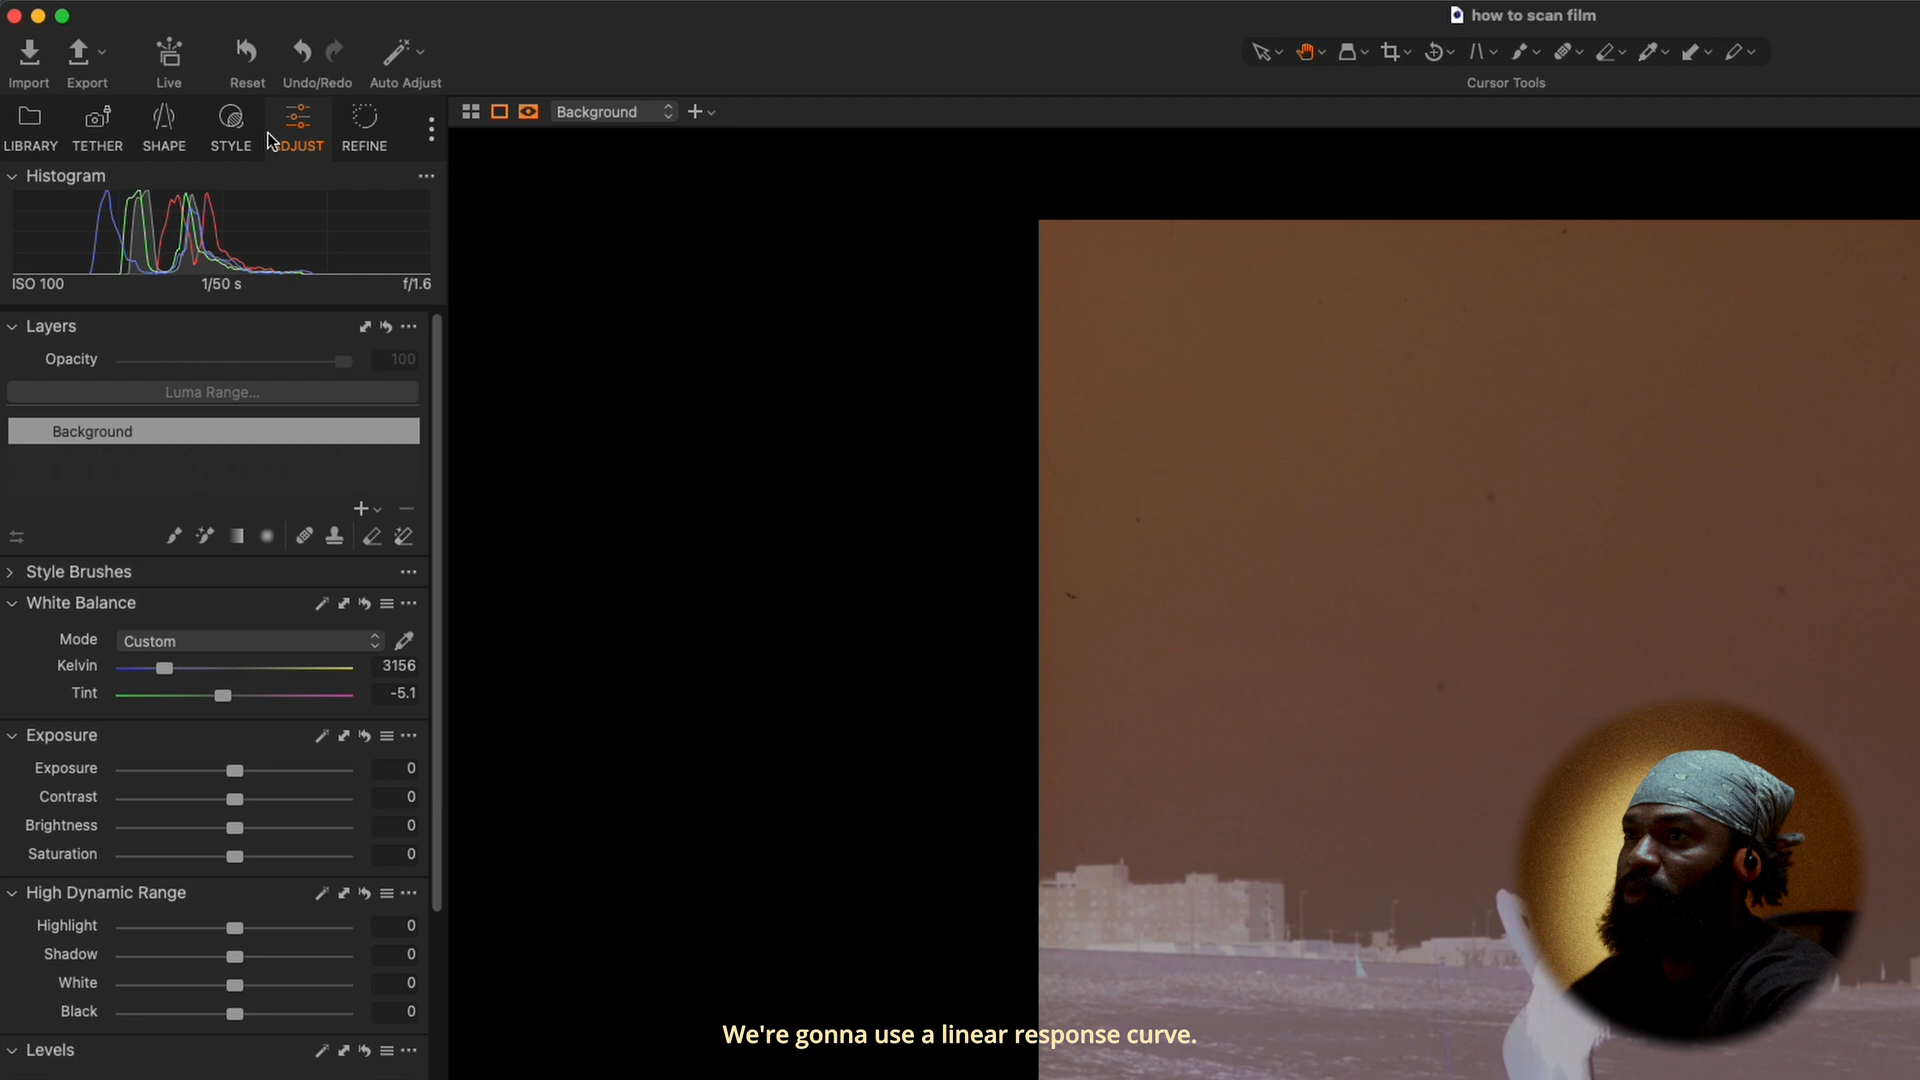 how to scan film
Import
Export
Live
Reset
Undo/Redo
Auto Adjust
Cursor Tools
LIBRARY
TETHER
SHAPE
STYLE
DJUST
REFINE
Background
Histogram
ISO 100
1/50 s
f/1.6
Layers
Opacity 100
Luma Range...
Background
Style Brushes
White Balance
Mode Custom
Kelvin 3156
Tint -5.1
Exposure
Exposure 0
Contrast 0
Brightness 0
Saturation 0
High Dynamic Range
Highlight 0
Shadow 0
White 0
Black 0
Levels
We're gonna use a linear response curve.